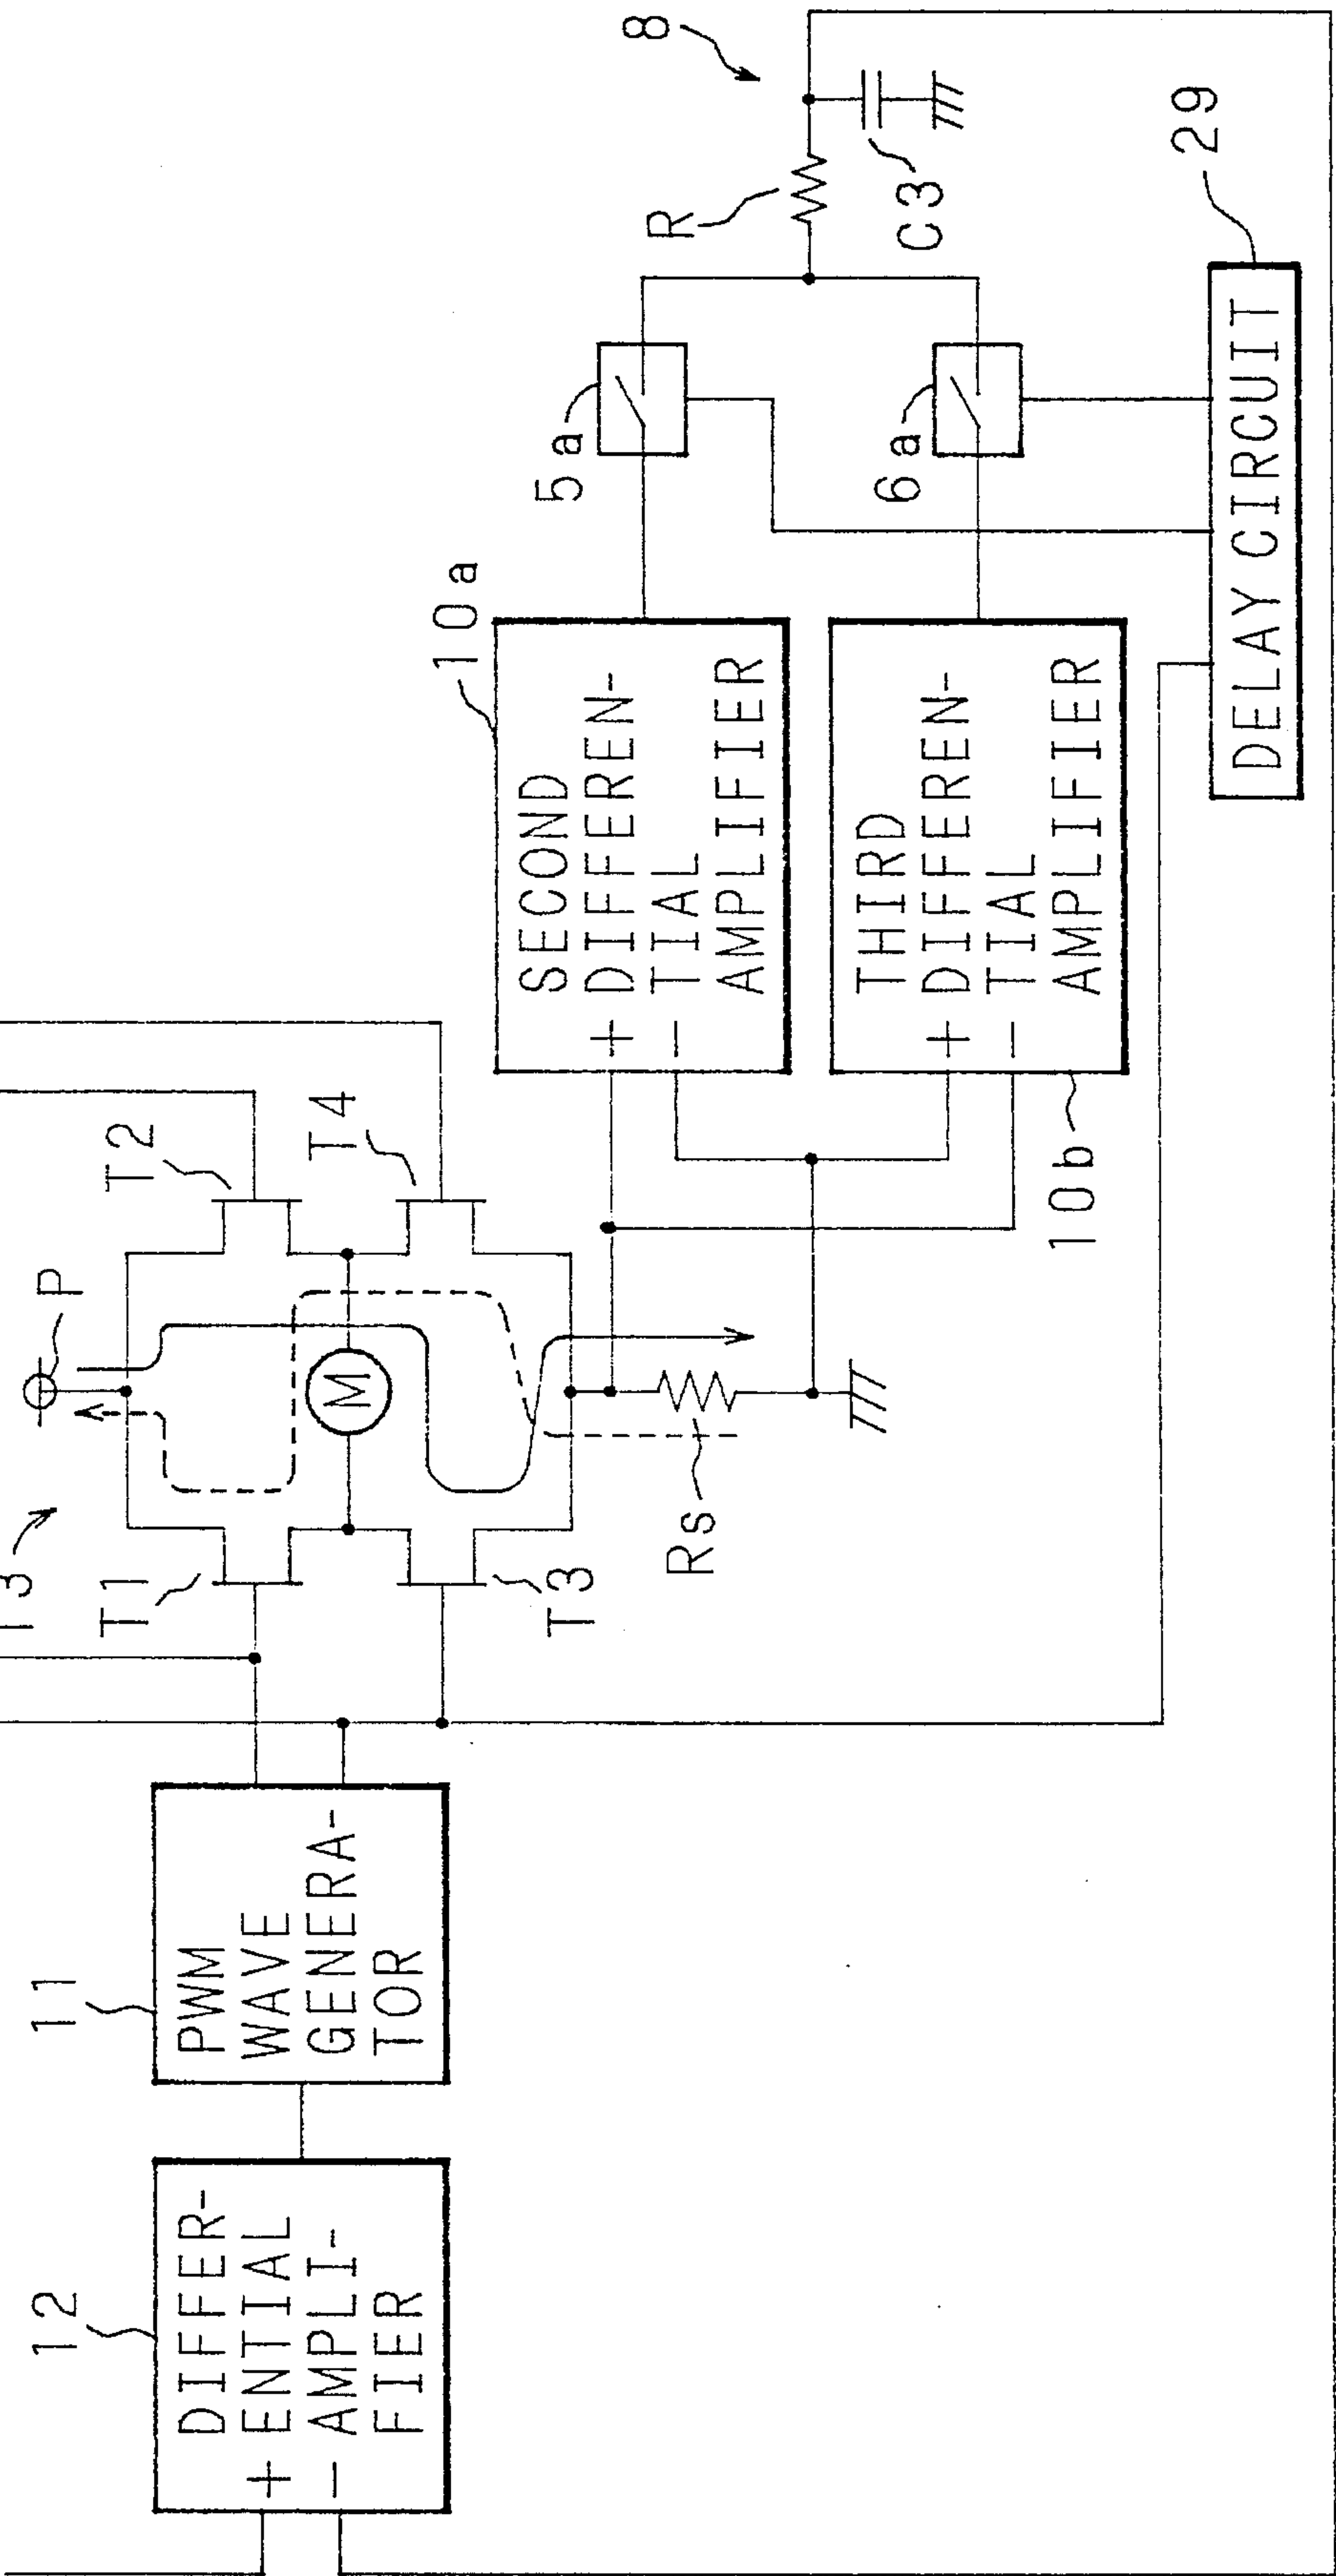 12
DIFFER-
ENTIAL
AMPLI-
FIER
+
-
11
PWM
WAVE
GENERA-
TOR
T1
T3
P
T2
T4
M
Rs
10a
SECOND
DIFFEREN-
TIAL
AMPLIFIER
+
-
THIRD
DIFFEREN-
TIAL
AMPLIFIER
+
-
10b
5a
6a
R
C3
8
DELAY CIRCUIT
29